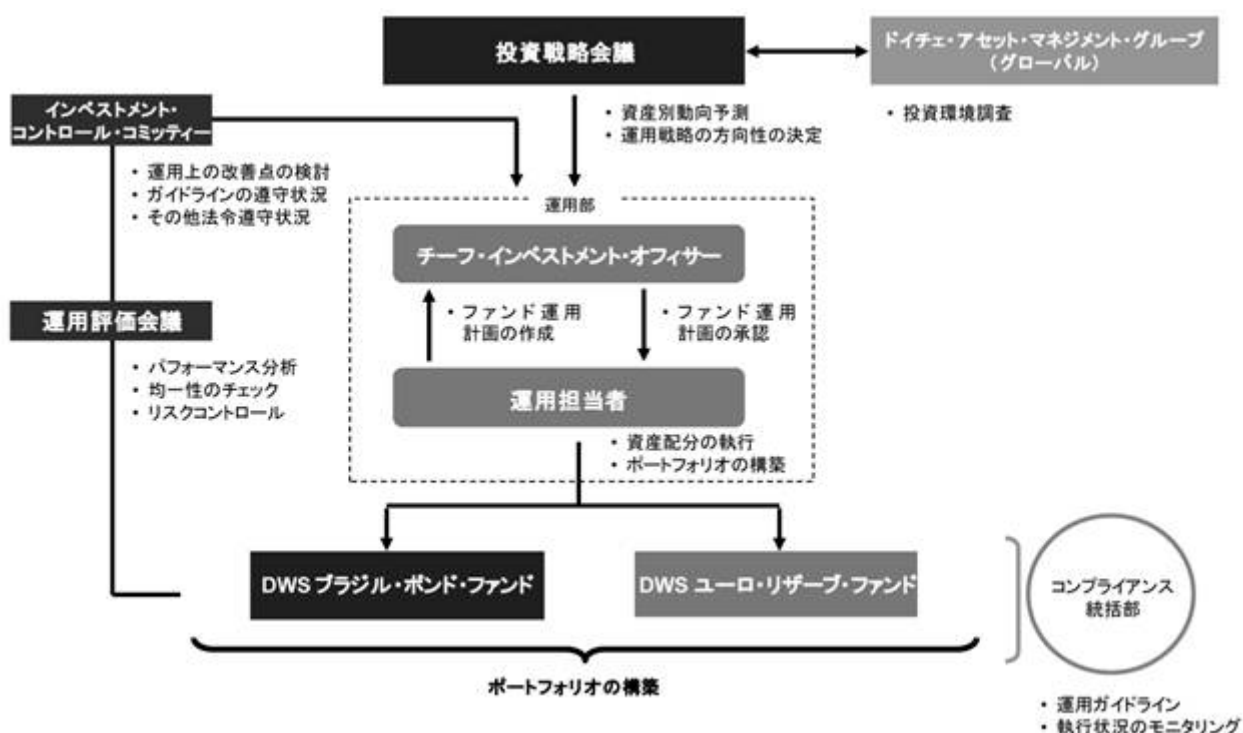 投資戦略会議
ドイチェ・アセット・マネジメント・グループ
(グローバル)
・資産別動向予測
・運用戦略の方向性の決定
・投資環境調査
インベストメント・
コントロール・コミッティー
・運用上の改善点の検討
・ガイドラインの遵守状況
・その他法令遵守状況
運用部
チーフ・インベストメント・オフィサー
・ファンド運用
計画の作成
・ファンド運用
計画の承認
運用評価会議
・パフォーマンス分析
・均一性のチェック
・リスクコントロール
運用担当者
・資産配分の執行
・ポートフォリオの構築
DWS ブラジル・ボンド・ファンド
DWS ユーロ・リザーブ・ファンド
コンプライアンス
統括部
ポートフォリオの構築
・運用ガイドライン
・執行状況のモニタリング